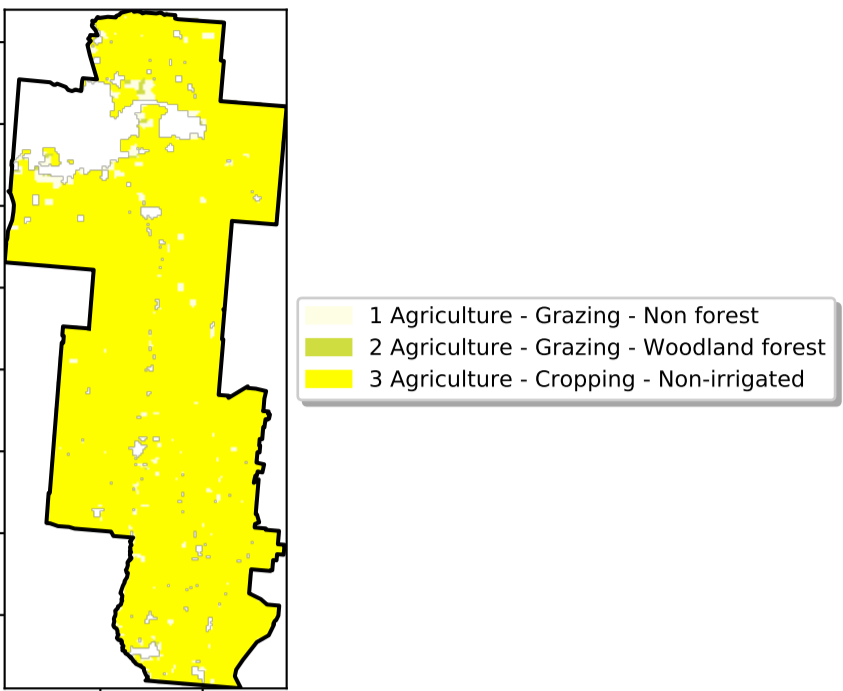 1 Agriculture - Grazing - Non forest
2 Agriculture - Grazing - Woodland forest
3 Agriculture - Cropping - Non-irrigated